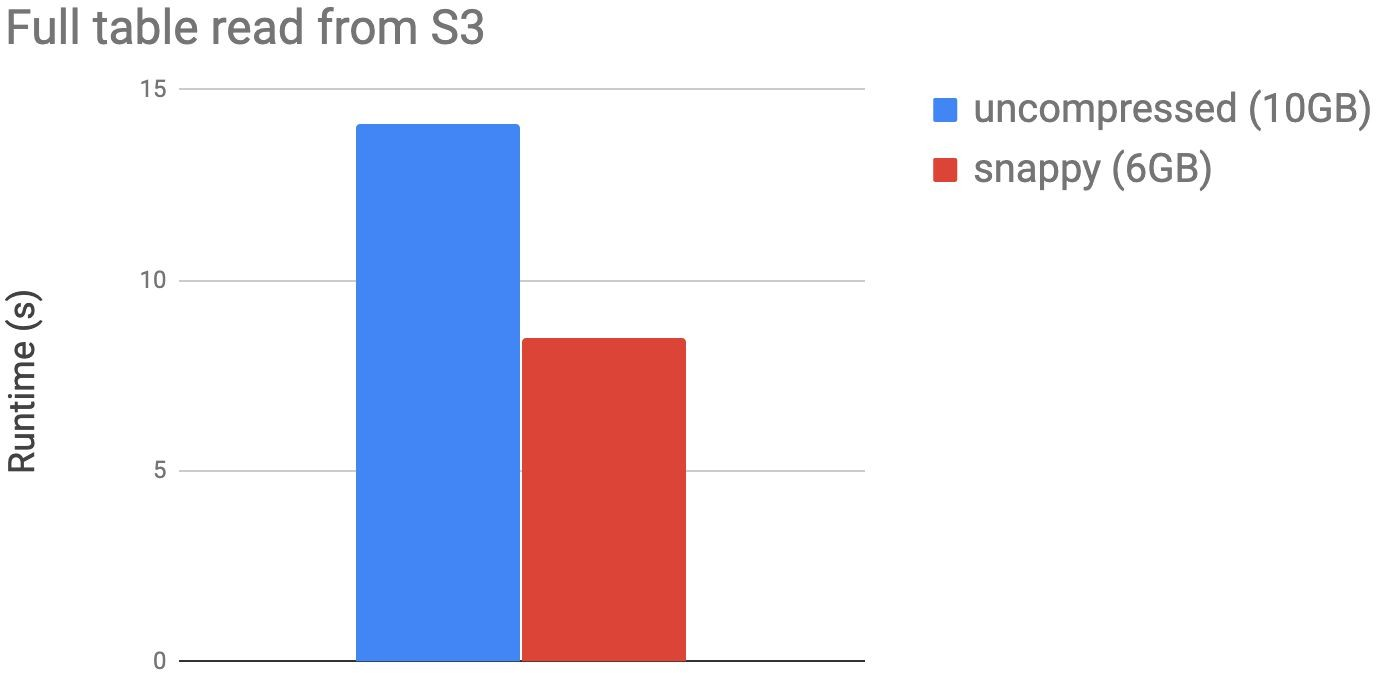 Full table read from S3
15
uncompressed (10GB)
snappy (6GB)
10
Runtime (s)
5
0